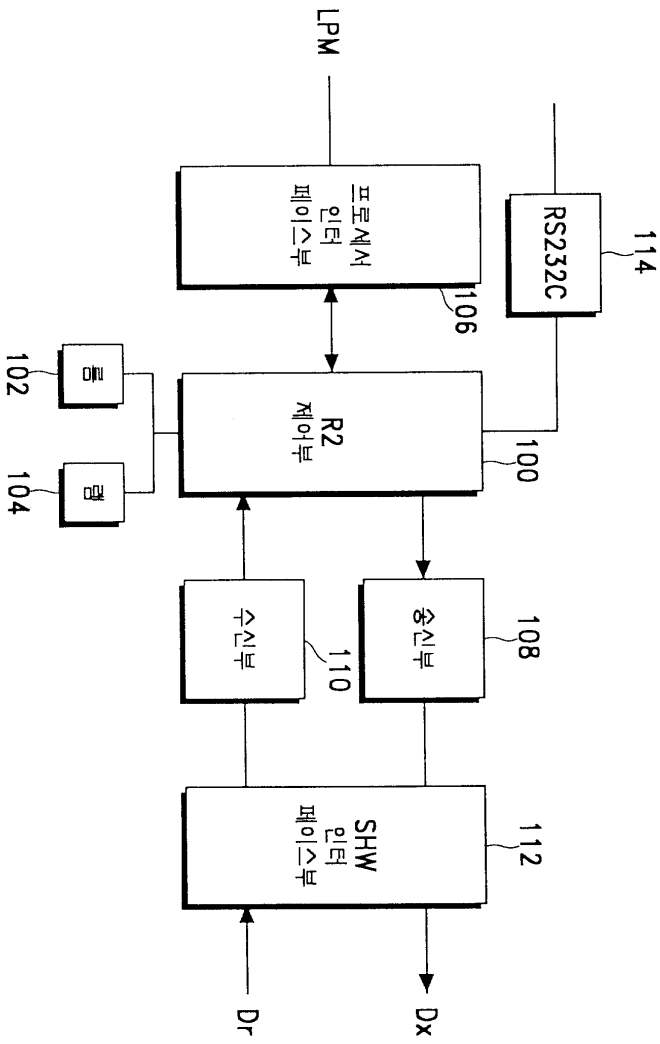 114
RS232C
100
108
112
106
송신부
Dx
LPM
프로세서
인터
페이스부
R2
제어부
SHW
인터
페이스부
110
수신부
Dr
롬
램
102
104